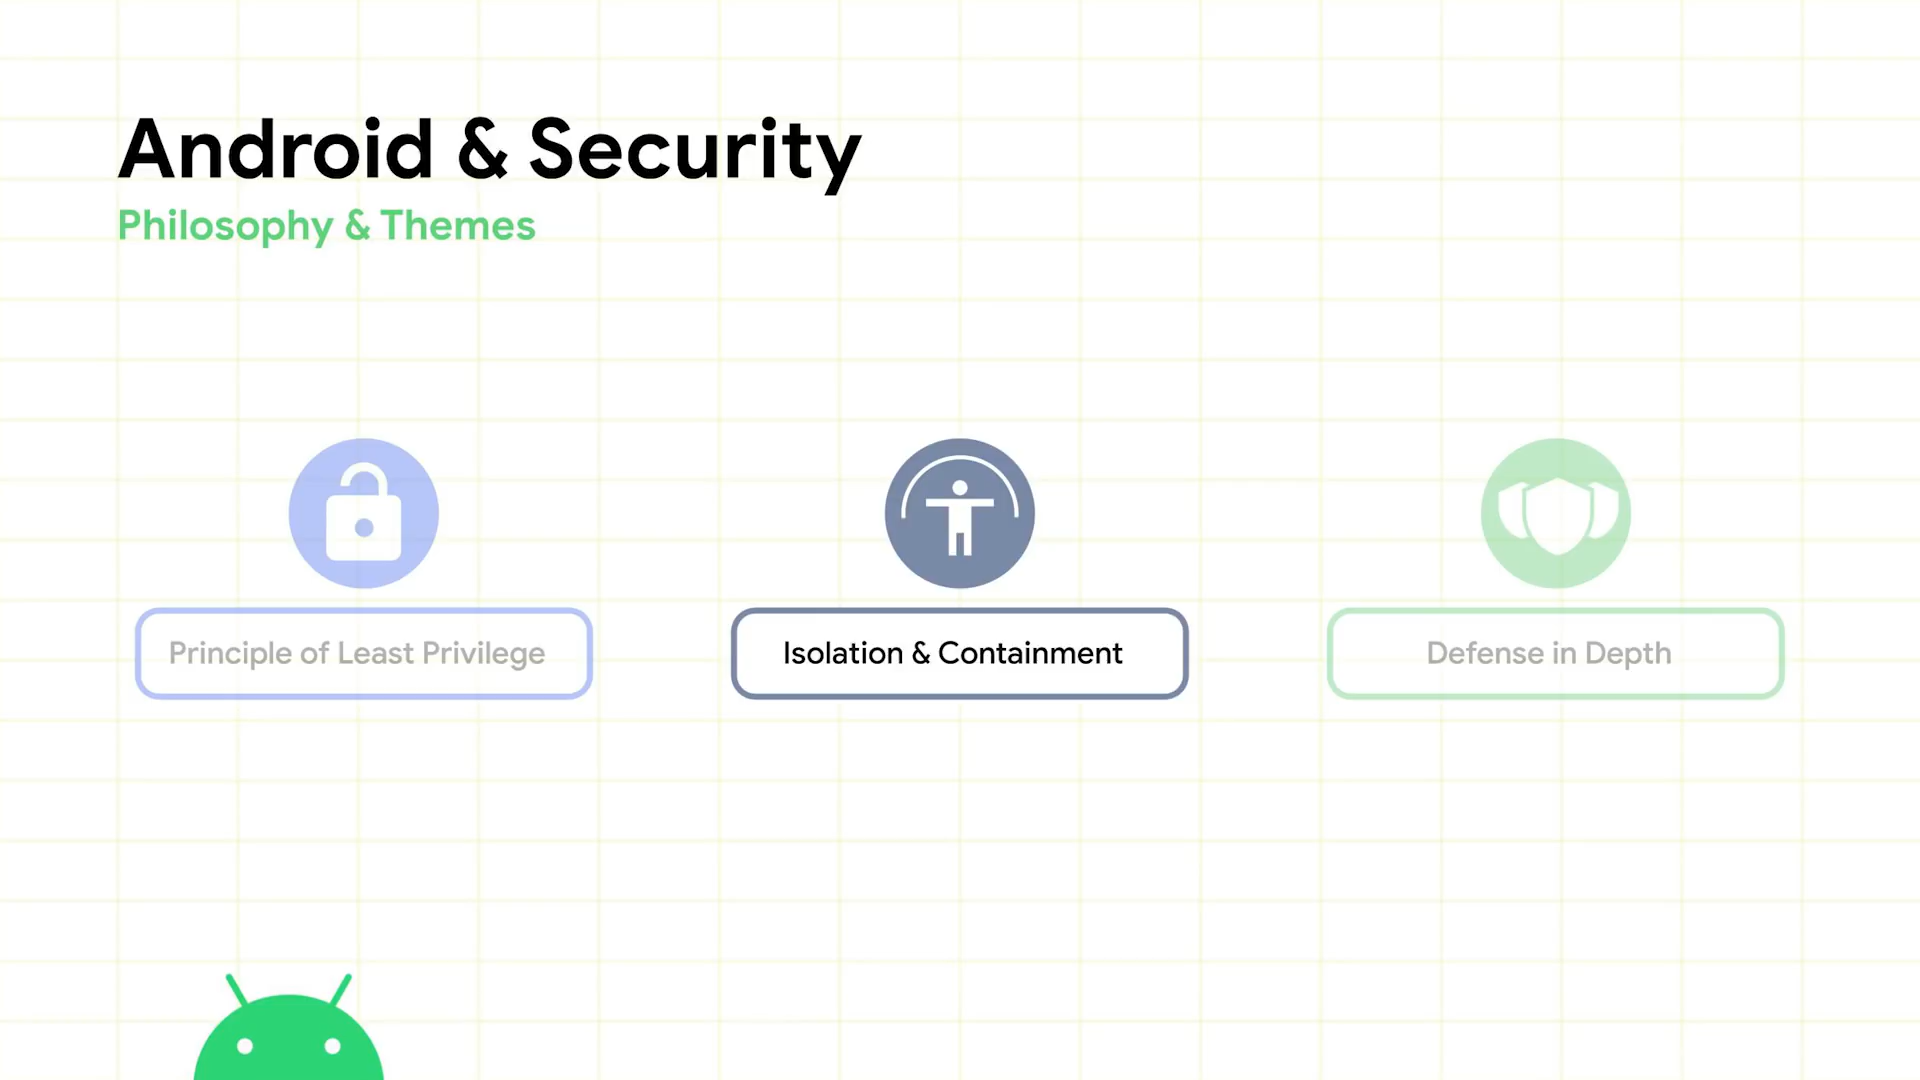 Android & Security
Philosophy & Themes
Principle of Least Privilege
Isolation & Containment
Defense in Depth